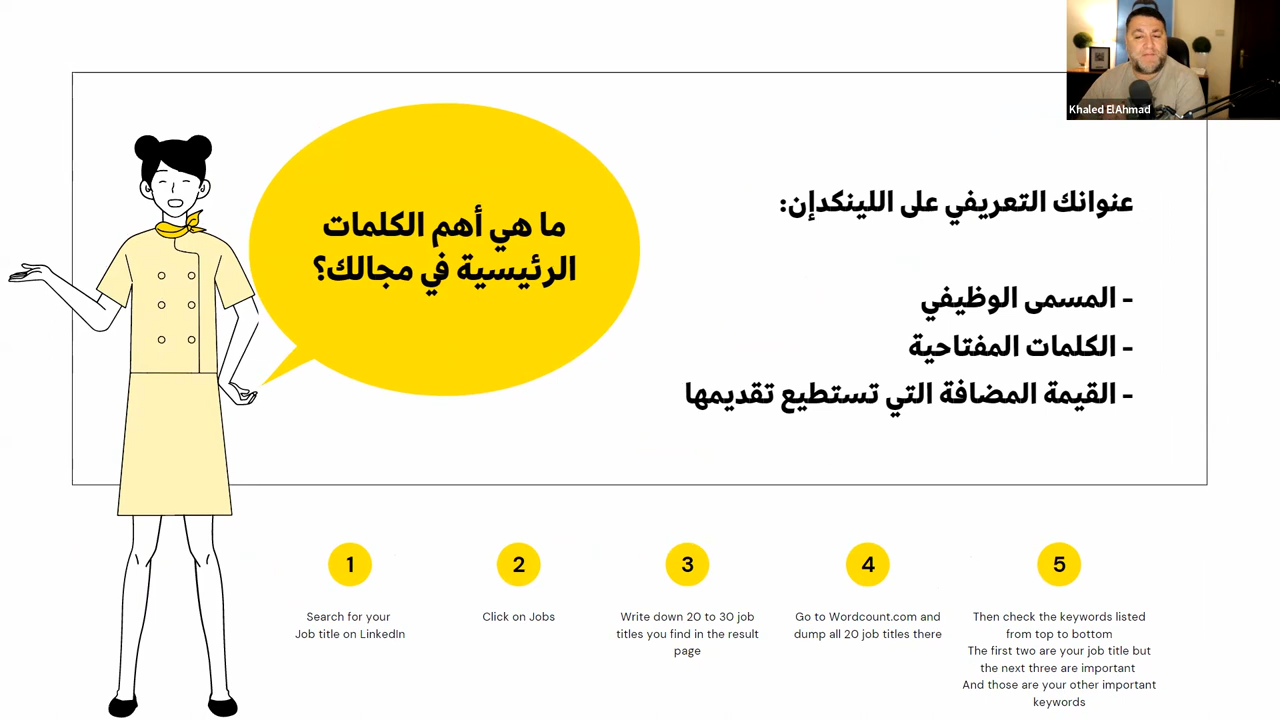 Khaled ElAhmad
عنوانك التعريفي على اللينكدإن:
- المسمى الوظيفي
- الكلمات المفتاحية
- القيمة المضافة التي تستطيع تقديمها
ما هي أهم الكلمات
الرئيسية في مجالك؟
1
Search for your
Job title on LinkedIn
2
Click on Jobs
3
Write down 20 to 30 job
titles you find in the result
page
4
Go to Wordcount.com and
dump all 20 job titles there
5
Then check the keywords listed
from top to bottom
The first two are your job title but
the next three are important
And those are your other important
keywords